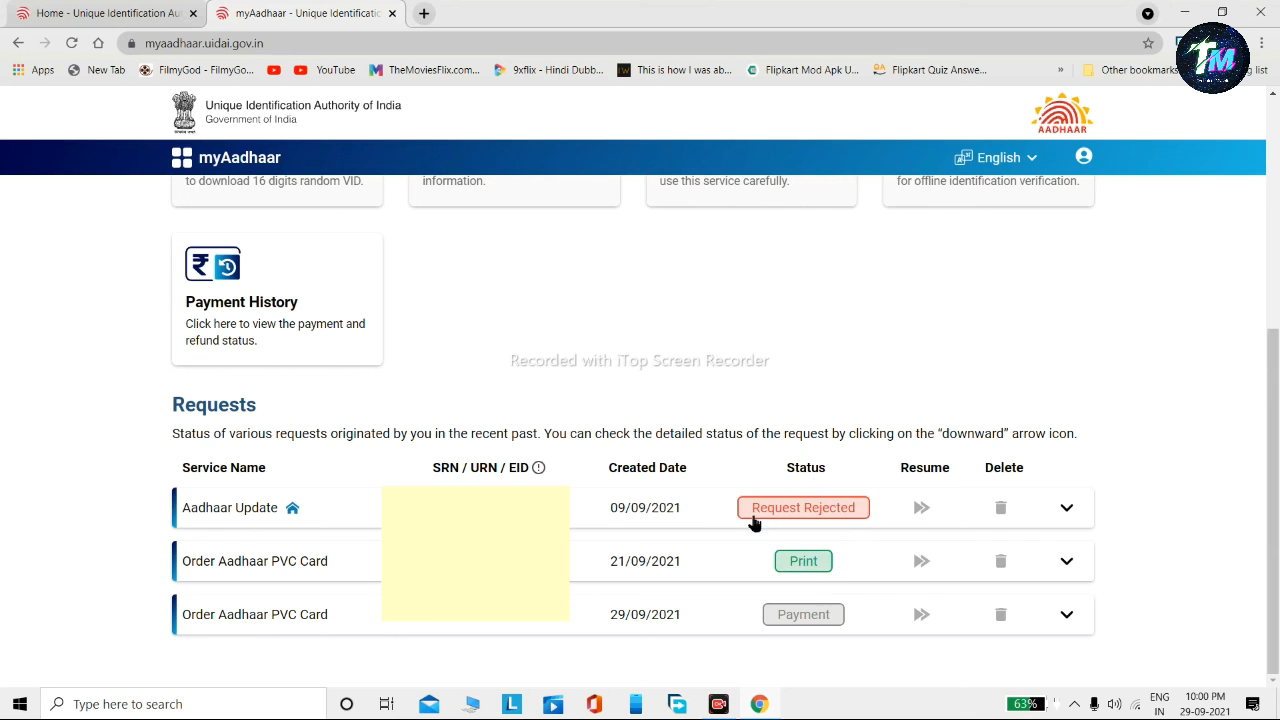 Home - Unique Identification Aut
myAadhaar - Unique Identificatic
myaadhaar.uidai.gov.in
Apps
New Tab
FilmyGod - FilmyGo...
YouTube
TheMoviesFlix.com...
9xflix - Hindi Dubb...
This is how I was ab...
Flipkart Mod Apk U...
Flipkart Quiz Answe...
»
Other bookmarks
ng list
TM
Unique Identification Authority of India
Government of India
AADHAAR
myAadhaar
English
to download 16 digits random VID.
information.
use this service carefully.
for offline identification verification.
₹
Payment History
Click here to view the payment and
refund status.
Recorded with iTop Screen Recorder
Requests
Status of various requests originated by you in the recent past. You can check the detailed status of the request by clicking on the “downward” arrow icon.
Service Name SRN / URN / EID Created Date Status Resume Delete
Aadhaar Update 09/09/2021 Request Rejected
Order Aadhaar PVC Card 21/09/2021 Print
Order Aadhaar PVC Card 29/09/2021 Payment
Type here to search
L
63%
ENG
IN
10:00 PM
29-09-2021